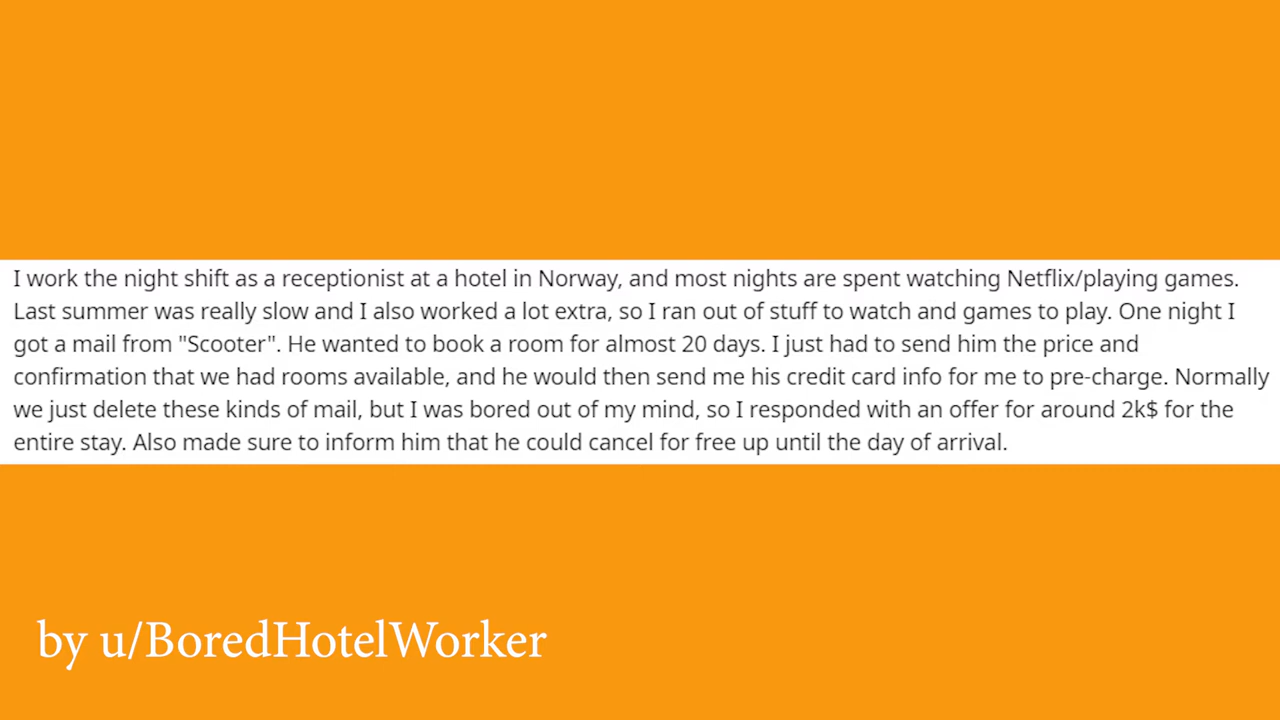 I work the night shift as a receptionist at a hotel in Norway, and most nights are spent watching Netflix/playing games.
Last summer was really slow and I also worked a lot extra, so I ran out of stuff to watch and games to play. One night I
got a mail from "Scooter". He wanted to book a room for almost 20 days. I just had to send him the price and
confirmation that we had rooms available, and he would then send me his credit card info for me to pre-charge. Normally
we just delete these kinds of mail, but I was bored out of my mind, so I responded with an offer for around 2k$ for the
entire stay. Also made sure to inform him that he could cancel for free up until the day of arrival.
by u/BoredHotelWorker